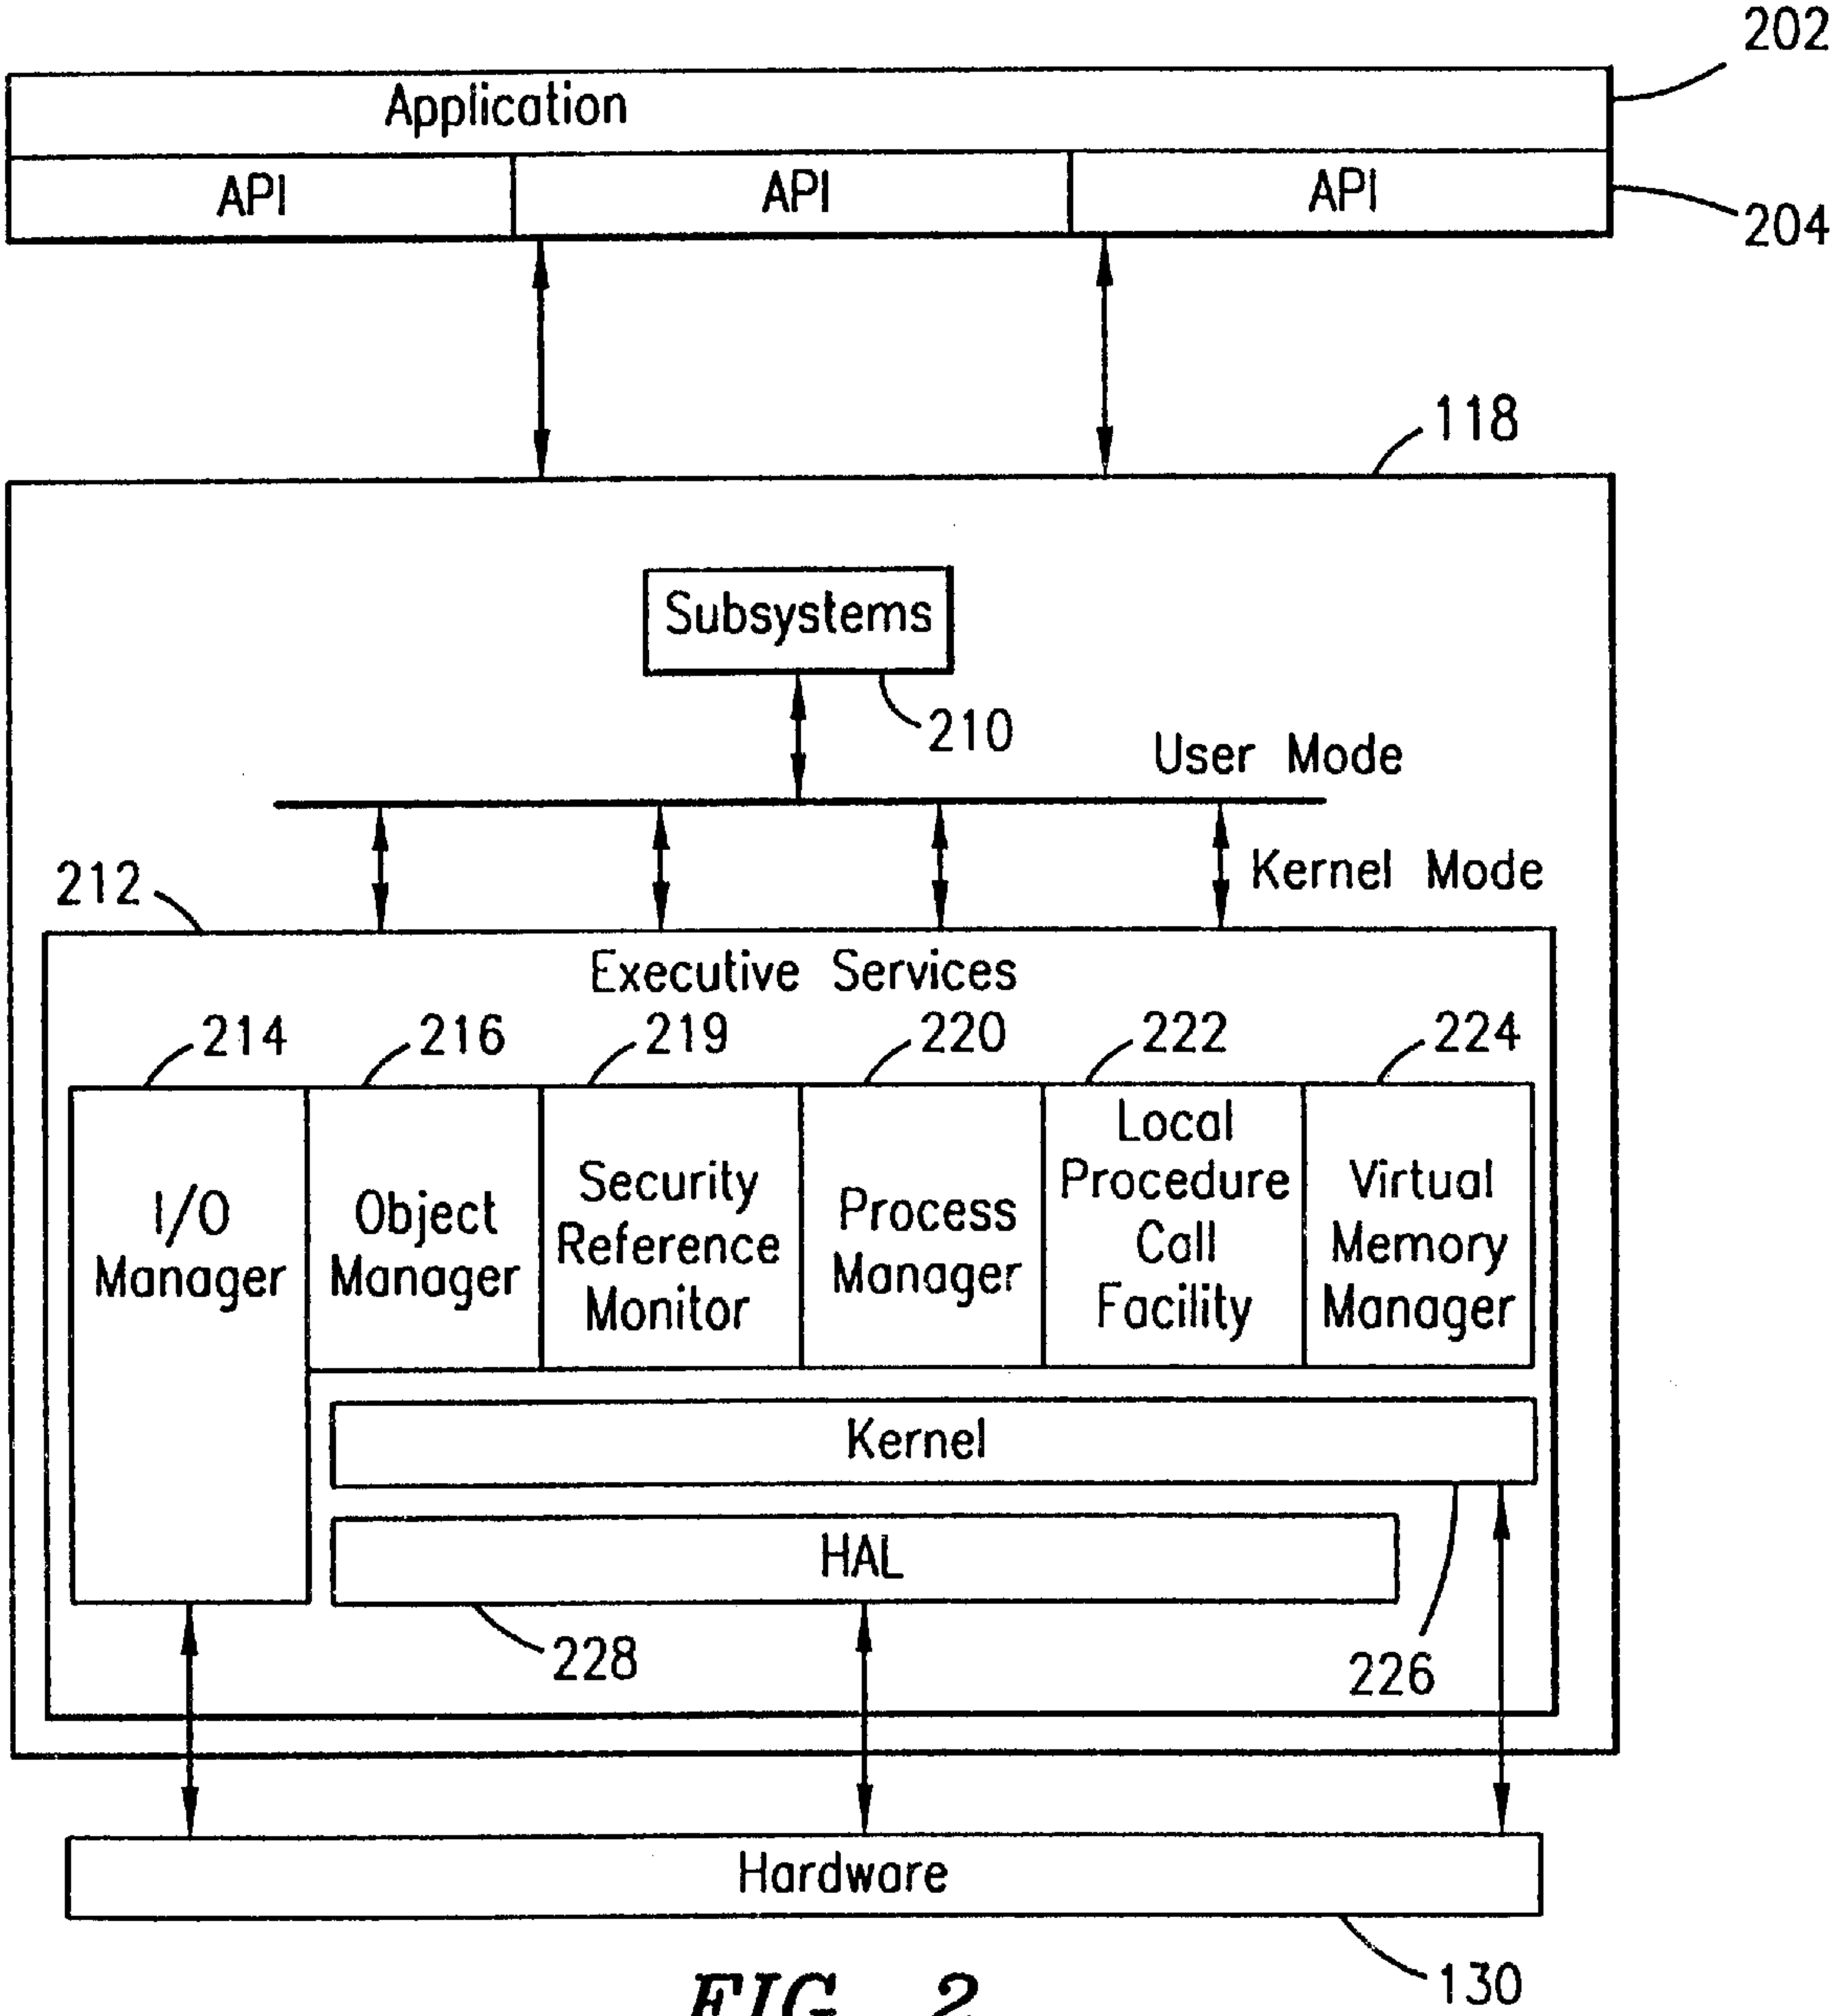 202
Application
API API API
204
118
Subsystems
210
User Mode
Kernel Mode
212
Executive Services
214 216 219 220 222 224
I/O
Manager
Object
Manager
Security
Reference
Monitor
Process
Manager
Local
Procedure
Call
Facility
Virtual
Memory
Manager
Kernel
HAL
228
226
Hardware
130
FIG. 2